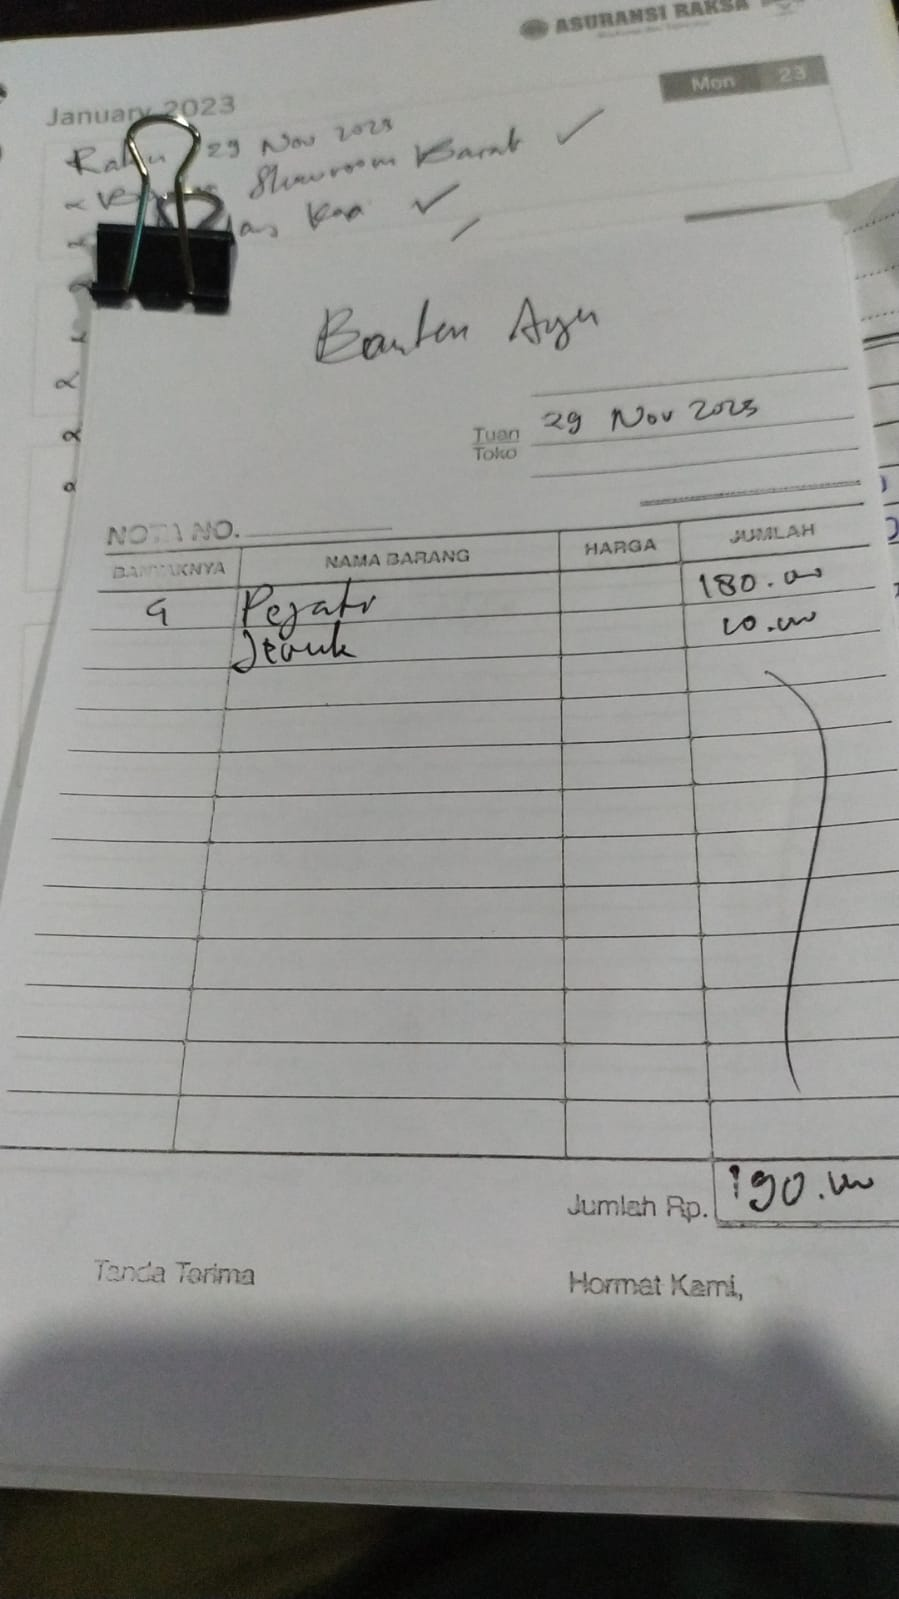 ASURANSI RAKSA
January 2023
Mon 23
29 Nov 2023
Showroom Barat ✓
Kaa ✓
Banten Ayu
Tuan
Toko
29 Nov 2023
NOTA NO.
BANYAKNYA NAMA BARANG HARGA JUMLAH
9 Pejati 180.000
Jeruk 10.000
Jumlah Rp. 190.000
Tanda Terima Hormat Kami,